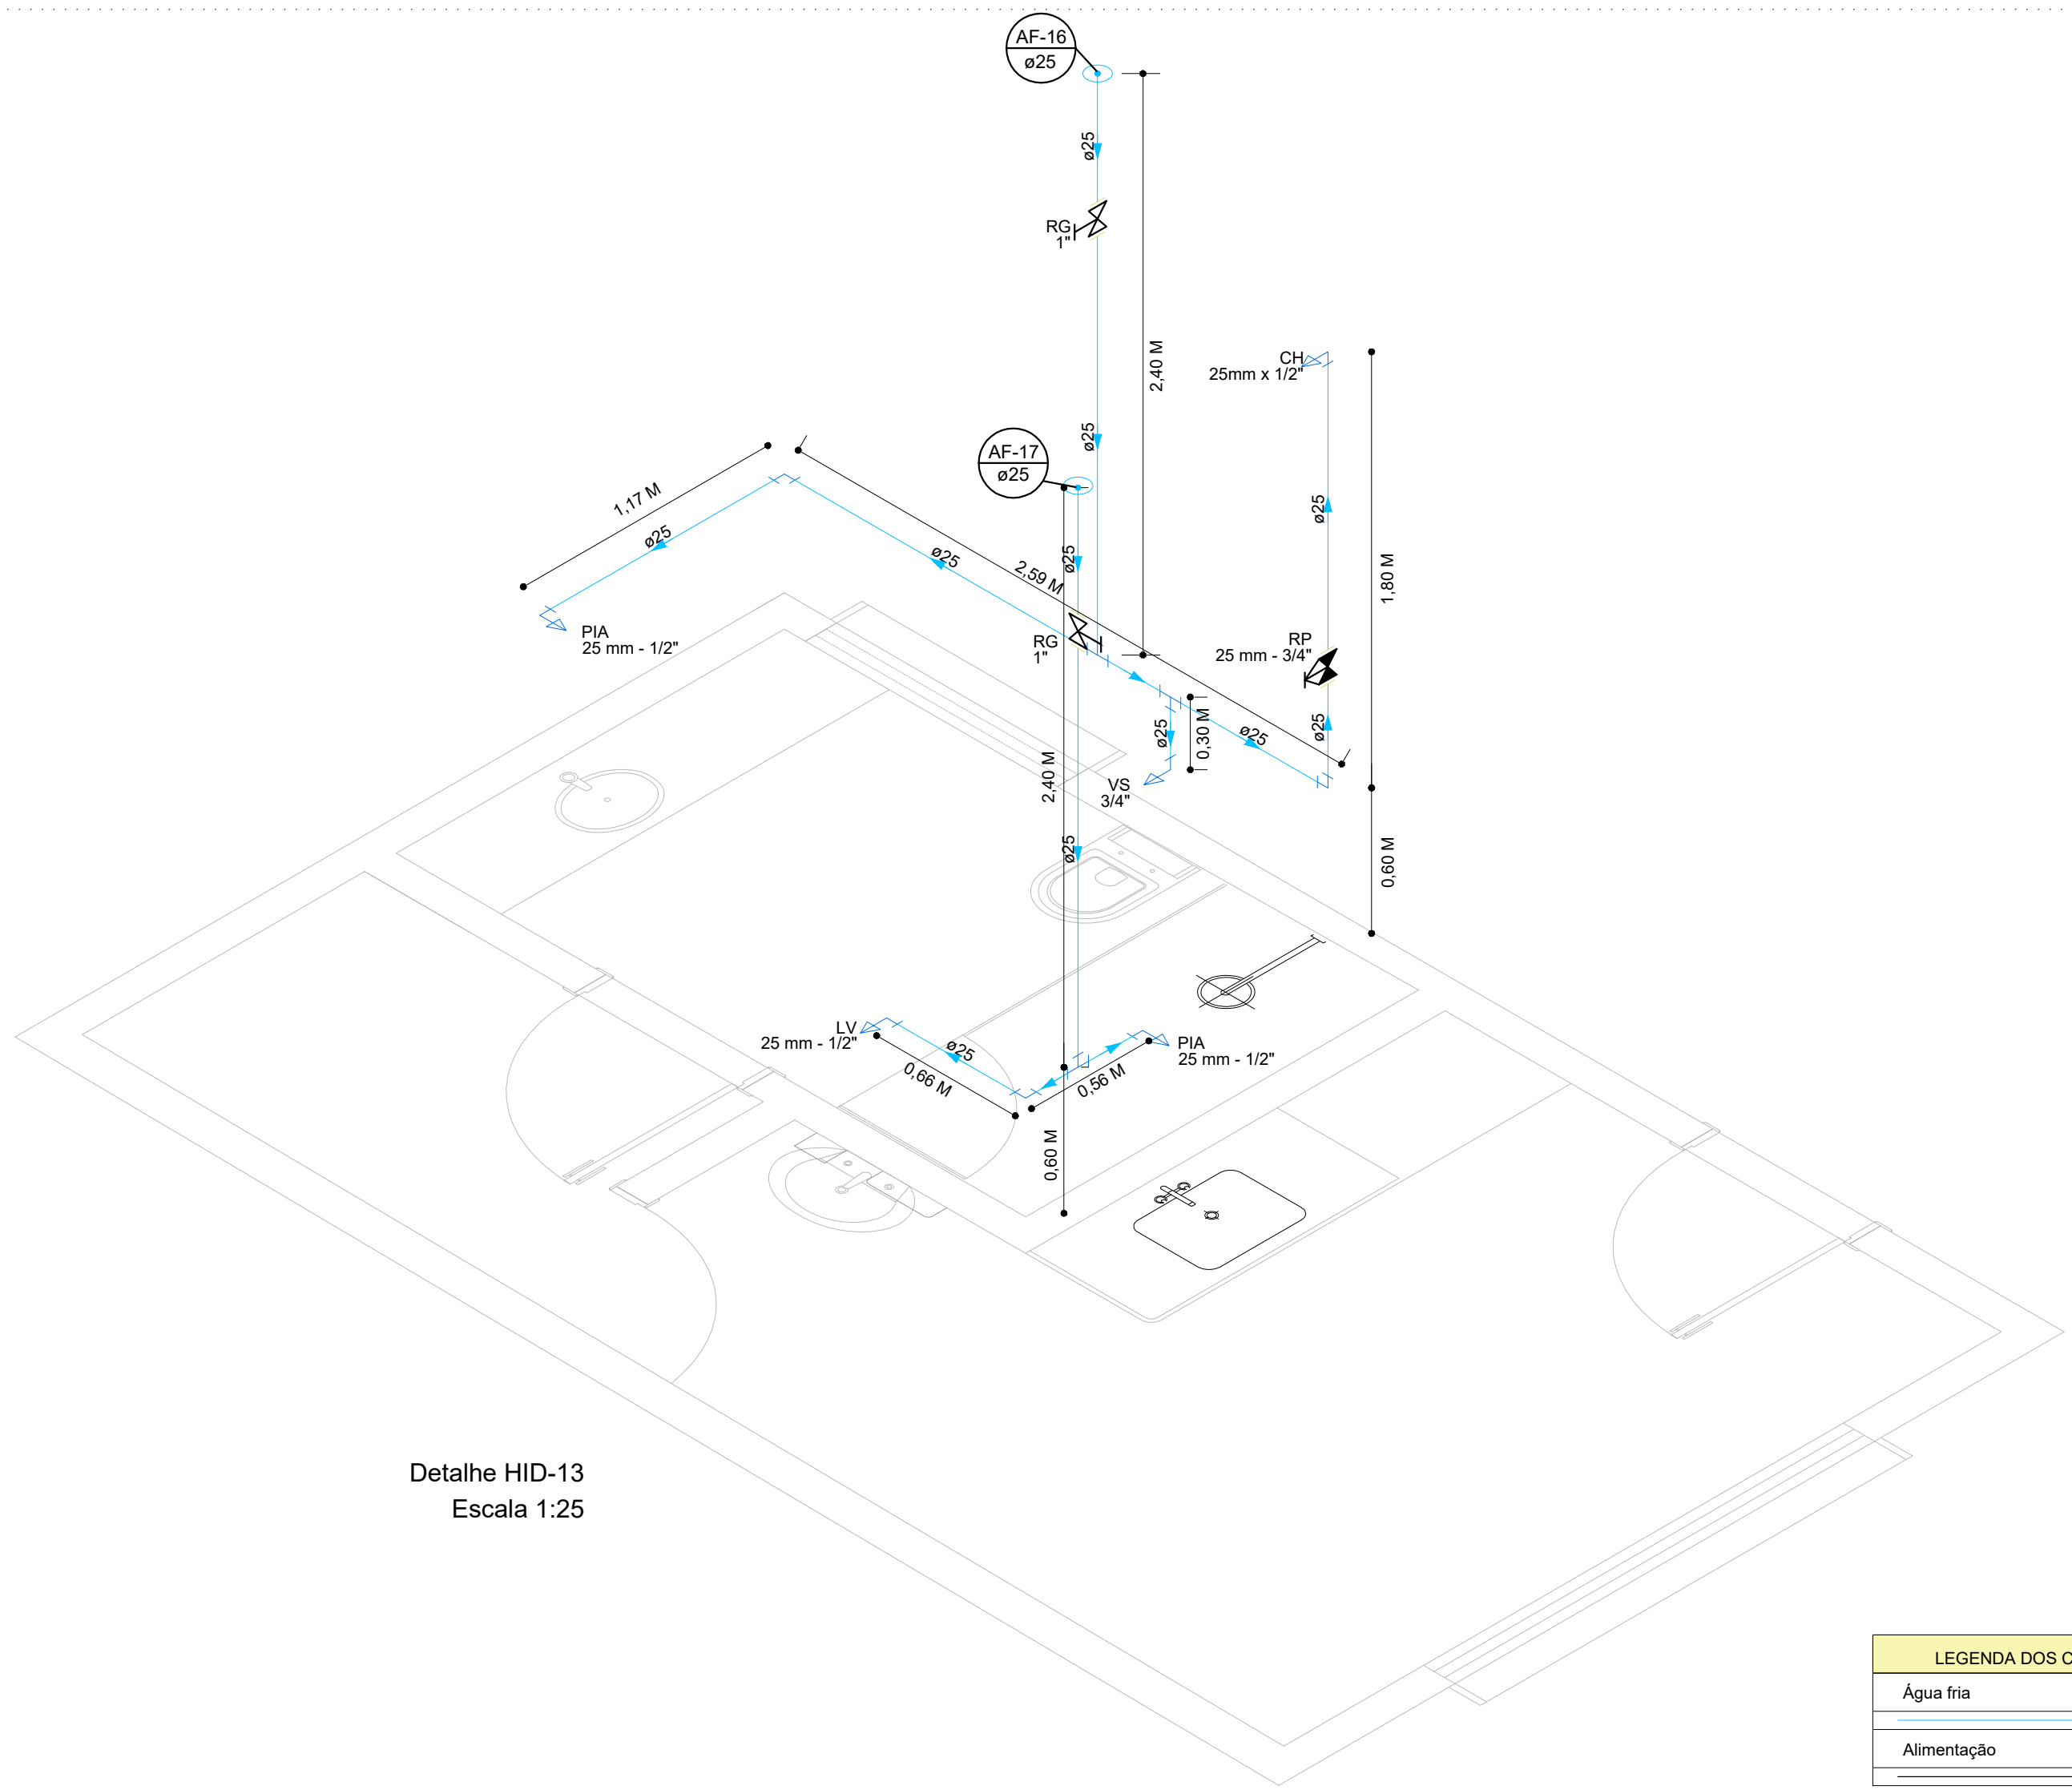 AF-16
ø25
ø25
RG
1"
2,40 M
CH
25mm x 1/2"
ø25
AF-17
ø25
1,17 M
ø25
ø25
ø25
2,59 M
ø25
1,80 M
PIA
25 mm - 1/2"
RG
1"
RP
25 mm - 3/4"
ø25
0,30 M
ø25
ø25
2,40 M
VS
3/4"
ø25
0,60 M
LV
25 mm - 1/2"
ø25
0,66 M
PIA
25 mm - 1/2"
0,56 M
0,60 M
Detalhe HID-13
Escala 1:25
LEGENDA DOS
Água fria
Alimentação